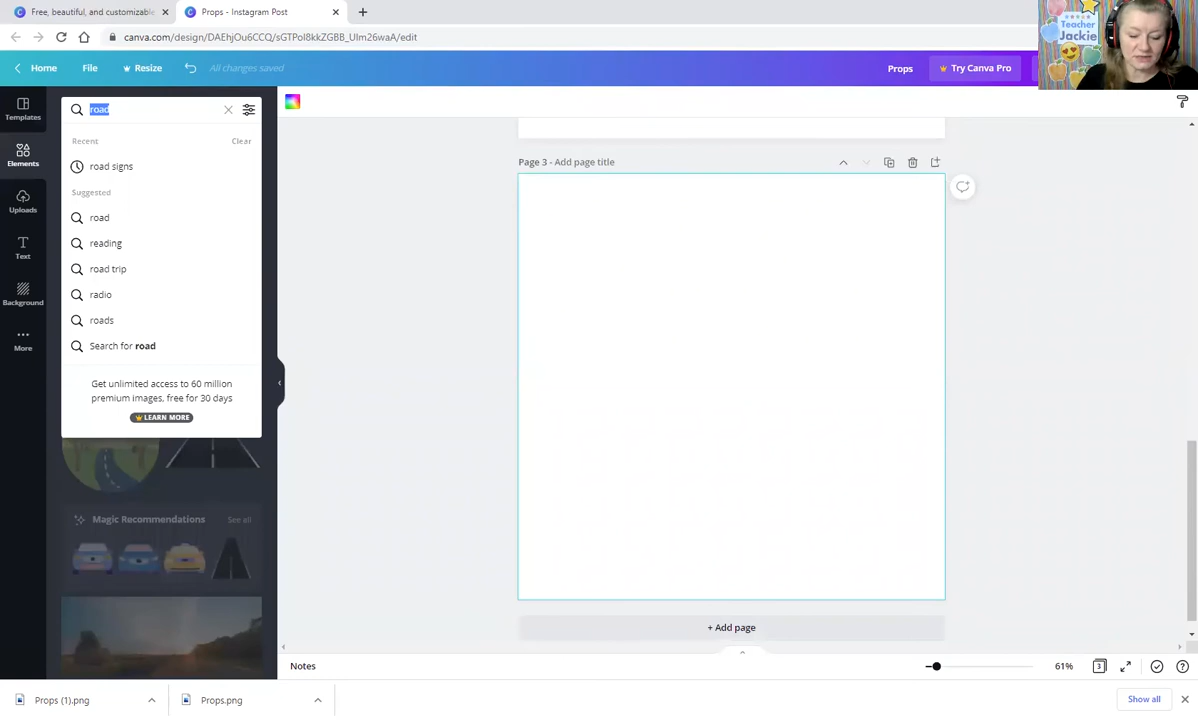 Free, beautiful, and customizable
Props - Instagram Post
canva.com/design/DAEhjOu6CCQ/sGTPol8kkZGBB_UIm26waA/edit
Teacher
Jackie
Home
File
Resize
All changes saved
Props
Try Canva Pro
Templates
Elements
Uploads
Text
Background
More
road
Recent
Clear
road signs
Suggested
road
reading
road trip
radio
roads
Search for road
Get unlimited access to 60 million
premium images, free for 30 days
LEARN MORE
Magic Recommendations
See all
Page 3 - Add page title
+ Add page
Notes
61%
3
Props (1).png
Props.png
Show all